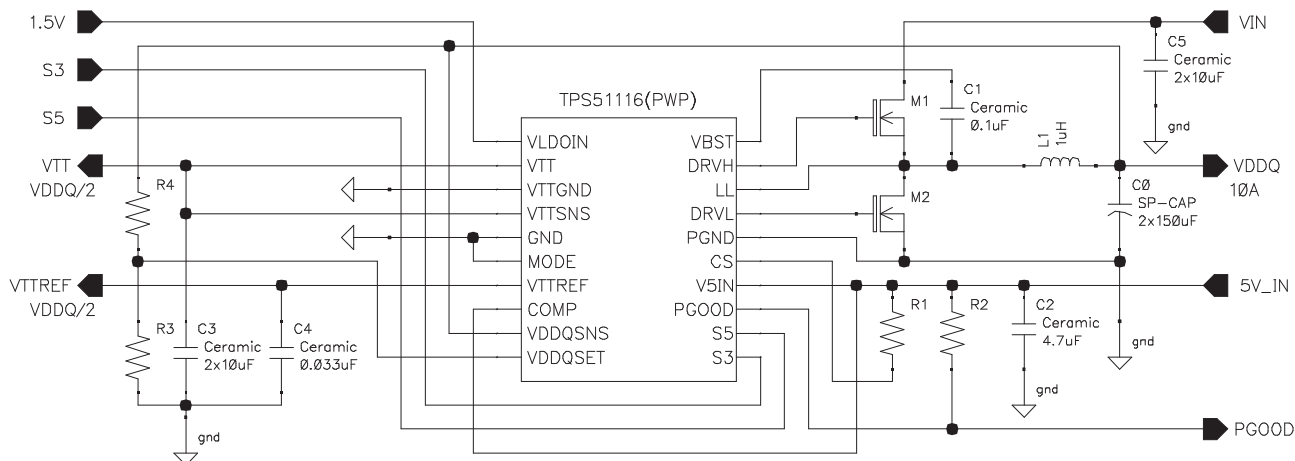 1.5V
S3
S5
VTT
VDDQ/2
VTTREF
VDDQ/2
R4
R3
C3
Ceramic
2x10uF
C4
Ceramic
0.033uF
gnd
TPS51116(PWP)
VLDOIN
VTT
VTTGND
VTTSNS
GND
MODE
VTTREF
COMP
VDDQSNS
VDDQSET
VBST
DRVH
LL
DRVL
PGND
CS
V5IN
PGOOD
S5
S3
M1
M2
C1
Ceramic
0.1uF
L1
1uH
C5
Ceramic
2x10uF
gnd
VIN
VDDQ
10A
C0
SP-CAP
2x150uF
gnd
5V_IN
R1
R2
C2
Ceramic
4.7uF
gnd
PGOOD